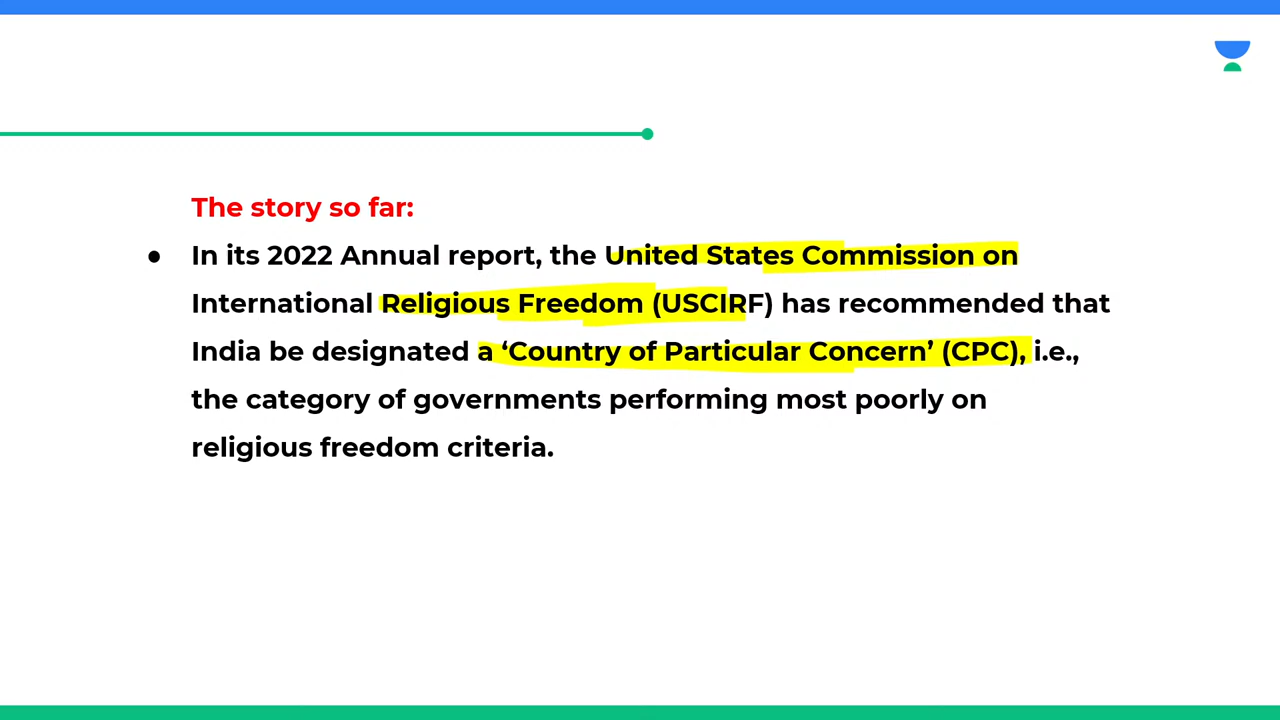 The story so far:
● In its 2022 Annual report, the United States Commission on
International Religious Freedom (USCIRF) has recommended that
India be designated a ‘Country of Particular Concern’ (CPC), i.e.,
the category of governments performing most poorly on
religious freedom criteria.